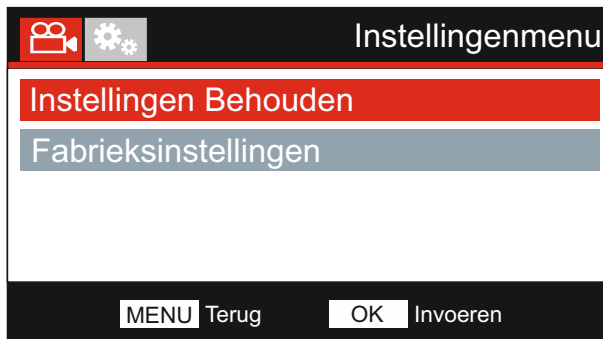 Instellingenmenu
Instellingen Behouden
Fabrieksinstellingen
MENU Terug OK Invoeren